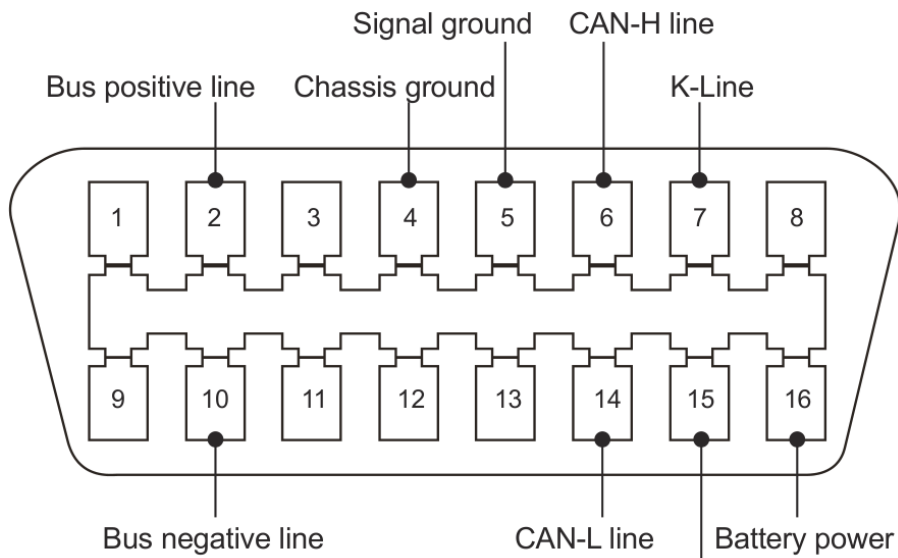 Signal ground CAN-H line
Bus positive line Chassis ground K-Line
1 2 3 4 5 6 7 8
9 10 11 12 13 14 15 16
Bus negative line CAN-L line Battery power